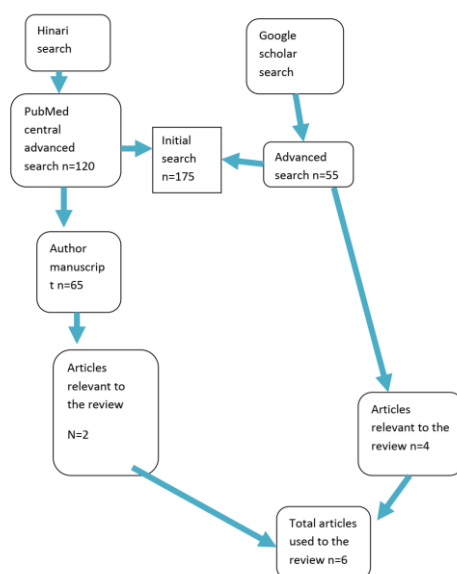 Hinari
search
Google
scholar
search
PubMed
central
advanced
search n=120
Initial
search
n=175
Advanced
search n=55
Author
manuscrip
t n=65
Articles
relevant to
the review
N=2
Articles
relevant to the
review n=4
Total articles
used to the
review n=6